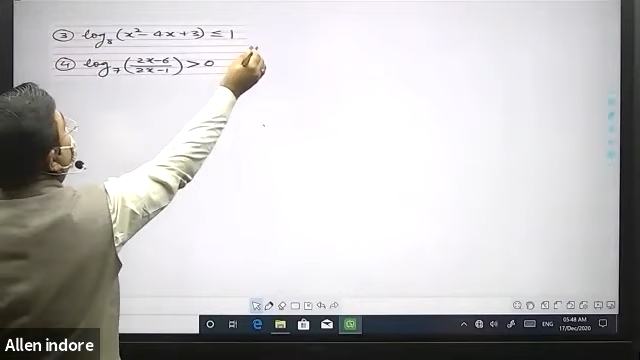 ③ log₈(x² - 4x + 3) ≤ 1
④ log₇((2x-6)/(2x-1)) > 0
ENG
05:48 AM
17/Dec/2020
Allen indore